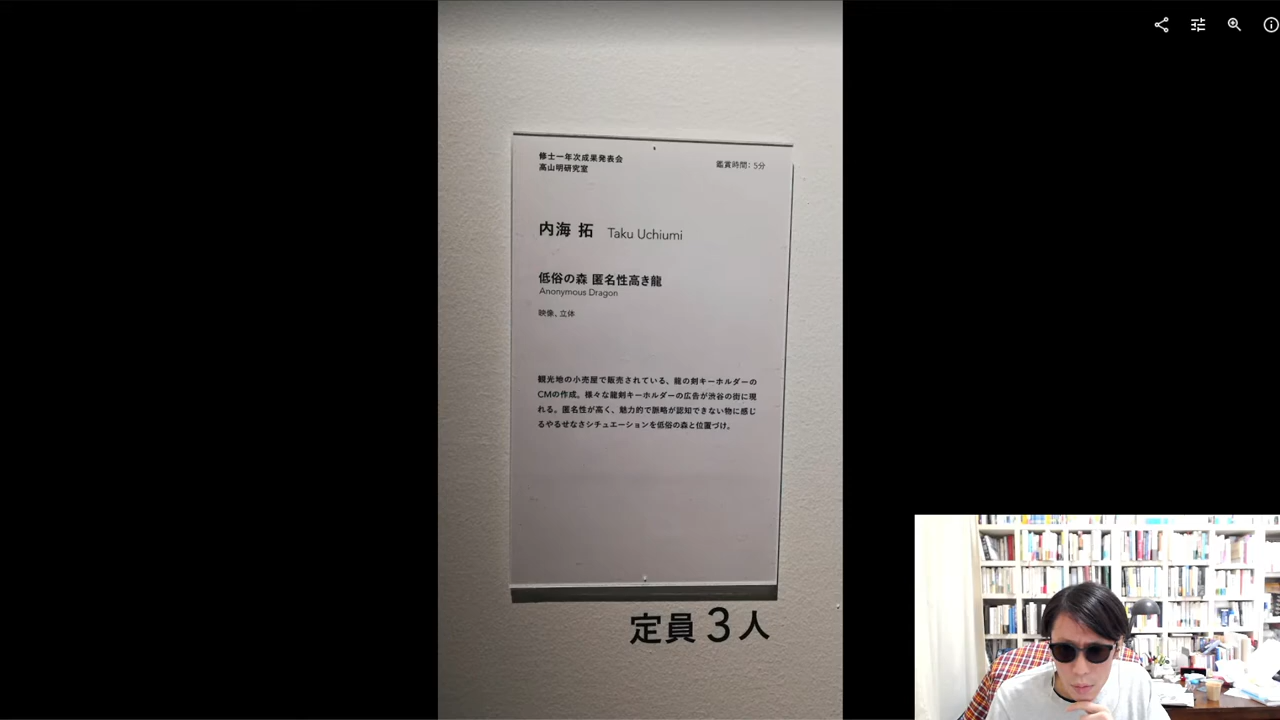 修士一年次成果発表会
高山明研究室
鑑賞時間: 5分
内海 拓 Taku Uchiumi
低俗の森 匿名性高き龍
Anonymous Dragon
映像, 立体
観光地の小売屋で販売されている、龍の剣キーホルダーの
CMの作成。様々な龍剣キーホルダーの広告が渋谷の街に現
れる。匿名性が高く、魅力的で脈略が認知できない物に感じ
るやるせなさシチュエーションを低俗の森と位置づけ。
定員3人